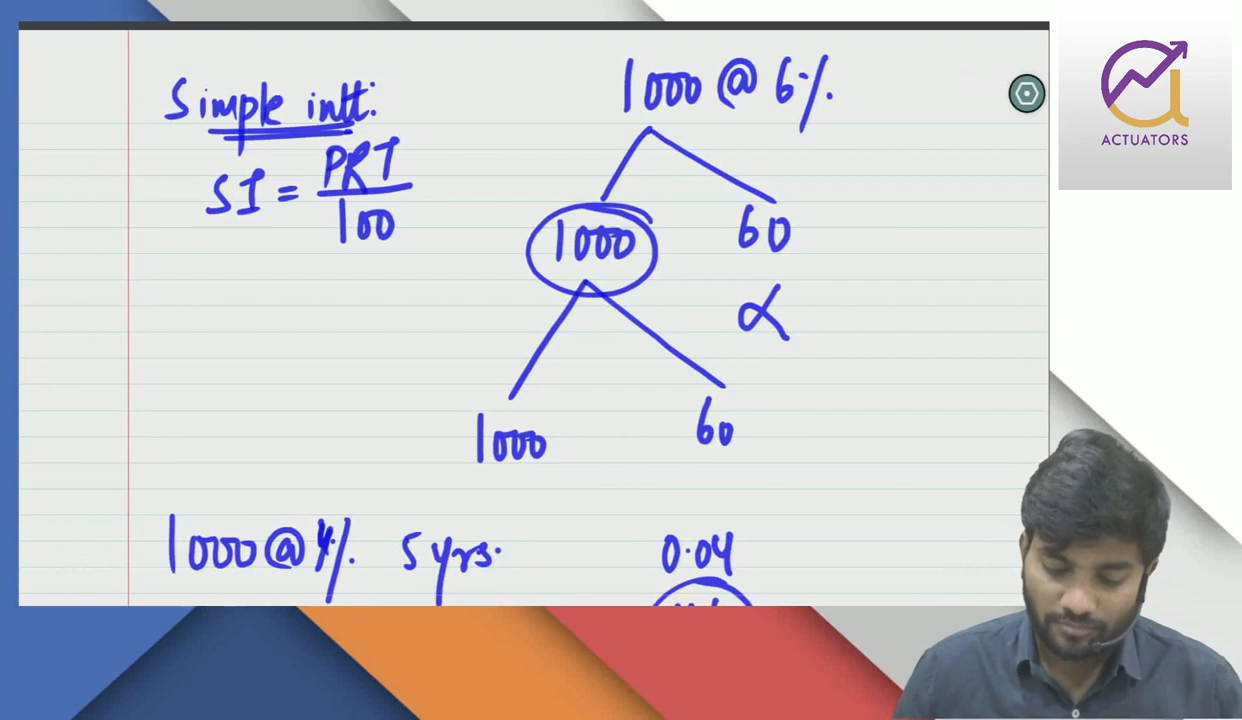 Simple intt:
SI = PRT
100
1000 @ 6%.
1000
60
α
1000
60
1000 @ 4%.
5 yrs.
0.04
ACTUATORS